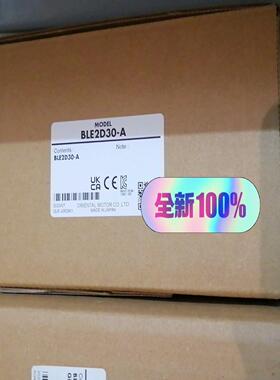 MODEL
BLE2D30-A
Contents : Note :
BLE2D30-A
UK
CA
CE
ORIENTAL MOTOR CO.,LTD.
MADE IN JAPAN
全新100%